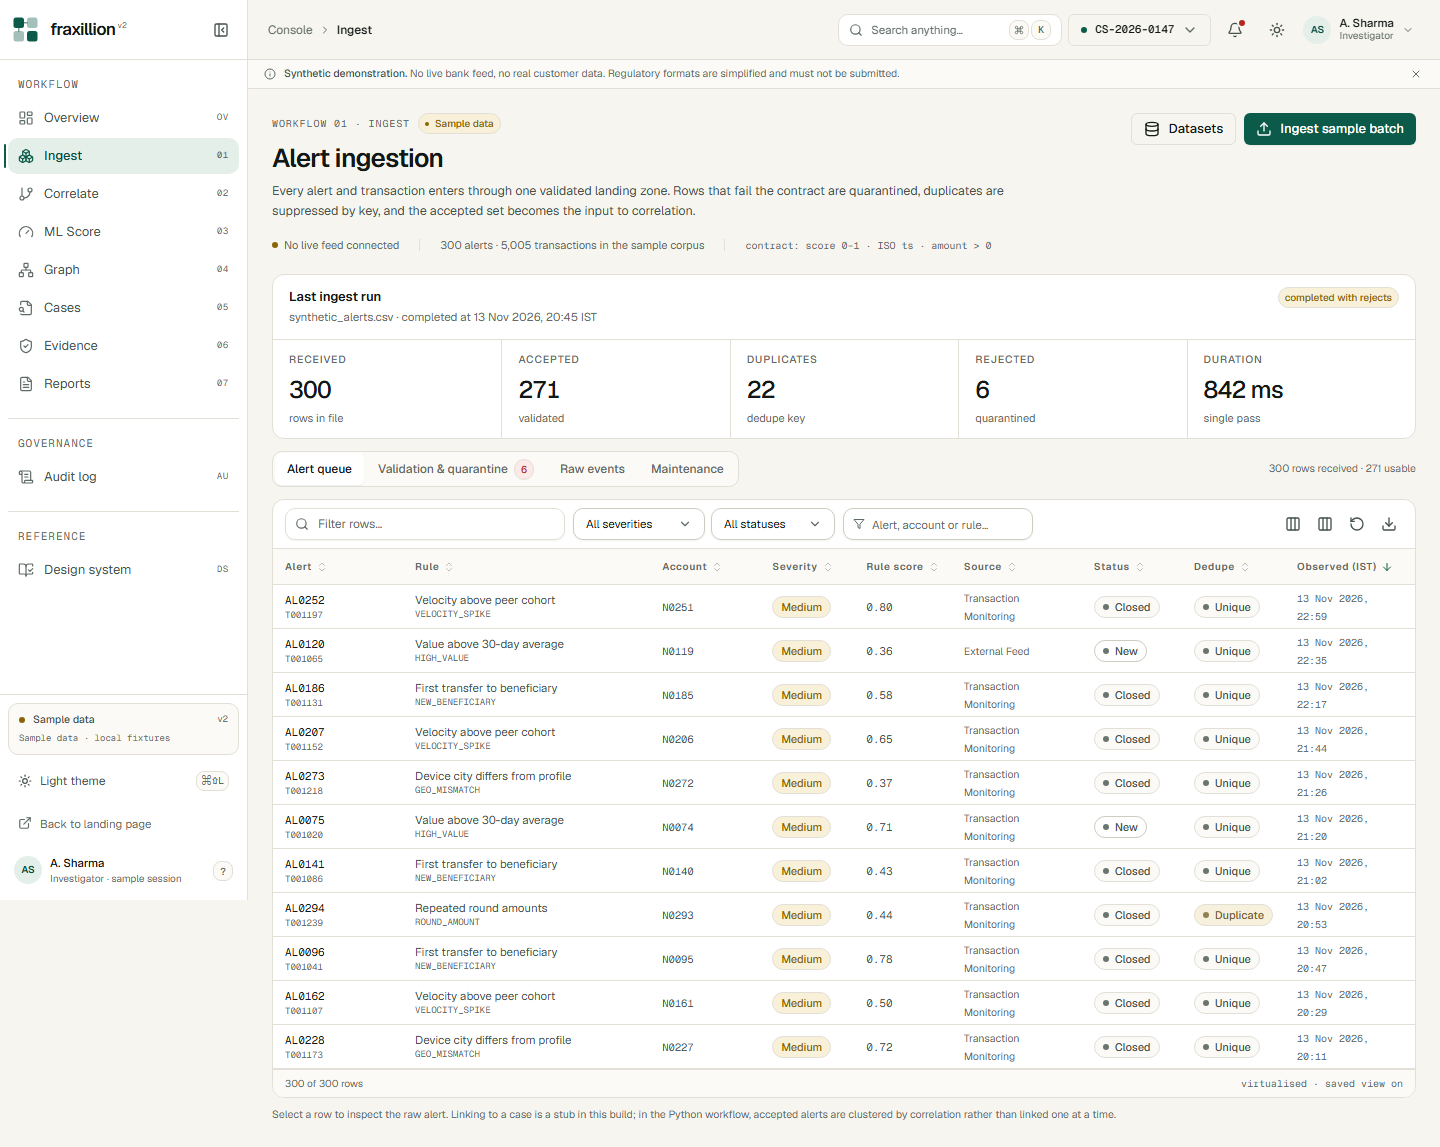 fraxillion v2
WORKFLOW
Overview OV
Ingest 01
Correlate 02
ML Score 03
Graph 04
Cases 05
Evidence 06
Reports 07
GOVERNANCE
Audit log AU
REFERENCE
Design system DS
Sample data v2
Sample data · local fixtures
Light theme ⌘⇧L
Back to landing page
AS A. Sharma
Investigator · sample session ?
Console > Ingest
Search anything... ⌘ K
CS-2026-0147
AS A. Sharma
Investigator
Synthetic demonstration. No live bank feed, no real customer data. Regulatory formats are simplified and must not be submitted.
WORKFLOW 01 · INGEST Sample data
Datasets
Ingest sample batch
Alert ingestion
Every alert and transaction enters through one validated landing zone. Rows that fail the contract are quarantined, duplicates are
suppressed by key, and the accepted set becomes the input to correlation.
No live feed connected
300 alerts · 5,005 transactions in the sample corpus
contract: score 0–1 · ISO ts · amount > 0
Last ingest run
completed with rejects
synthetic_alerts.csv · completed at 13 Nov 2026, 20:45 IST
RECEIVED ACCEPTED DUPLICATES REJECTED DURATION
300 271 22 6 842 ms
rows in file validated dedupe key quarantined single pass
Alert queue Validation & quarantine 6 Raw events Maintenance
300 rows received · 271 usable
Filter rows... All severities All statuses Alert, account or rule...
Alert Rule Account Severity Rule score Source Status Dedupe Observed (IST)
AL0252 Velocity above peer cohort N0251 Medium 0.80 Transaction Monitoring Closed Unique 13 Nov 2026, 22:59
T001197 VELOCITY_SPIKE
AL0120 Value above 30-day average N0119 Medium 0.36 External Feed New Unique 13 Nov 2026, 22:35
T001065 HIGH_VALUE
AL0186 First transfer to beneficiary N0185 Medium 0.58 Transaction Monitoring Closed Unique 13 Nov 2026, 22:17
T001131 NEW_BENEFICIARY
AL0207 Velocity above peer cohort N0206 Medium 0.65 Transaction Monitoring Closed Unique 13 Nov 2026, 21:44
T001152 VELOCITY_SPIKE
AL0273 Device city differs from profile N0272 Medium 0.37 Transaction Monitoring Closed Unique 13 Nov 2026, 21:26
T001218 GEO_MISMATCH
AL0075 Value above 30-day average N0074 Medium 0.71 Transaction Monitoring New Unique 13 Nov 2026, 21:20
T001020 HIGH_VALUE
AL0141 First transfer to beneficiary N0140 Medium 0.43 Transaction Monitoring Closed Unique 13 Nov 2026, 21:02
T001086 NEW_BENEFICIARY
AL0294 Repeated round amounts N0293 Medium 0.44 Transaction Monitoring Closed Duplicate 13 Nov 2026, 20:53
T001239 ROUND_AMOUNT
AL0096 First transfer to beneficiary N0095 Medium 0.78 Transaction Monitoring Closed Unique 13 Nov 2026, 20:47
T001041 NEW_BENEFICIARY
AL0162 Velocity above peer cohort N0161 Medium 0.50 Transaction Monitoring Closed Unique 13 Nov 2026, 20:29
T001107 VELOCITY_SPIKE
AL0228 Device city differs from profile N0227 Medium 0.72 Transaction Monitoring Closed Unique 13 Nov 2026, 20:11
T001173 GEO_MISMATCH
300 of 300 rows
virtualised · saved view on
Select a row to inspect the raw alert. Linking to a case is a stub in this build; in the Python workflow, accepted alerts are clustered by correlation rather than linked one at a time.